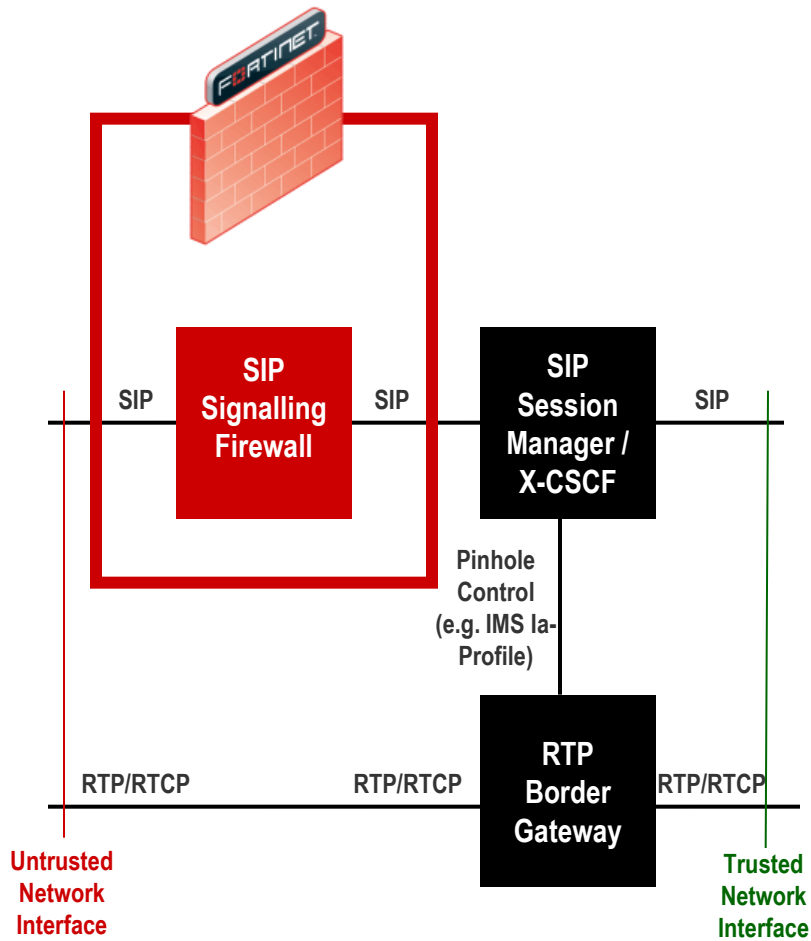 FORTINET
SIP
Signalling
Firewall
SIP
Session
Manager /
X-CSCF
SIP
SIP
SIP
Pinhole
Control
(e.g. IMS Ia-
Profile)
RTP
Border
Gateway
RTP/RTCP
RTP/RTCP
RTP/RTCP
Untrusted
Network
Interface
Trusted
Network
Interface